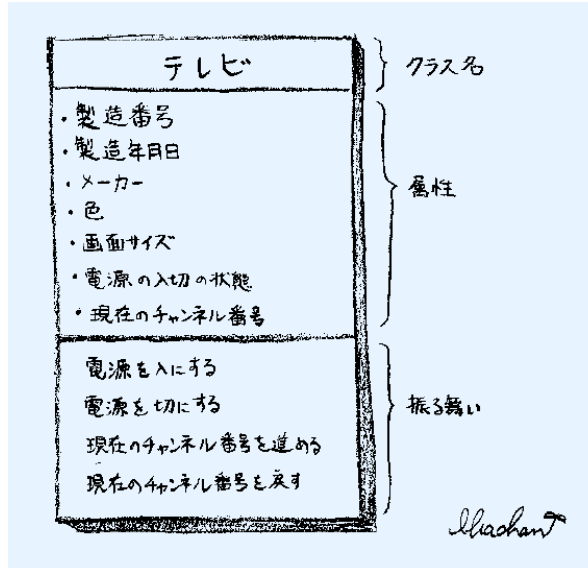 テレビ
クラス名
・製造番号
・製造年月日
・メーカー
・色
・画面サイズ
・電源の入切の状態
・現在のチャンネル番号
属性
電源を入にする
電源を切にする
現在のチャンネル番号を進める
現在のチャンネル番号を戻す
振る舞い